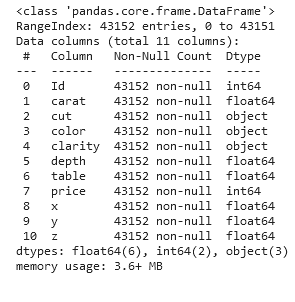 <class 'pandas.core.frame.DataFrame'>
RangeIndex: 43152 entries, 0 to 43151
Data columns (total 11 columns):
 #   Column   Non-Null Count  Dtype
---  ------   --------------  -----
 0   Id       43152 non-null  int64
 1   carat    43152 non-null  float64
 2   cut      43152 non-null  object
 3   color    43152 non-null  object
 4   clarity  43152 non-null  object
 5   depth    43152 non-null  float64
 6   table    43152 non-null  float64
 7   price    43152 non-null  int64
 8   x        43152 non-null  float64
 9   y        43152 non-null  float64
 10  z        43152 non-null  float64
dtypes: float64(6), int64(2), object(3)
memory usage: 3.6+ MB